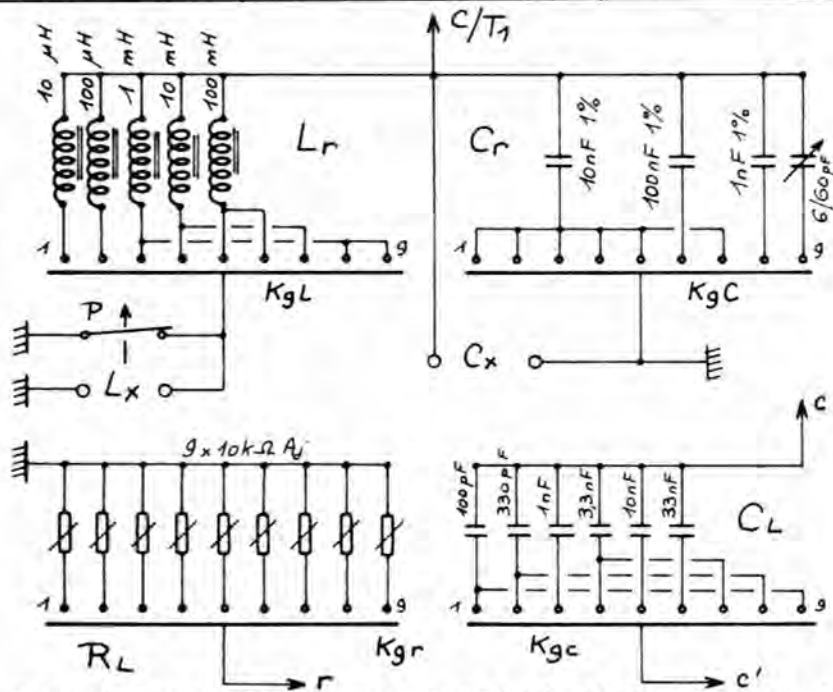 C/T1
10 µH
100 µH
1 mH
10 mH
100 mH
Lr
Cr
10nF 1%
100nF 1%
1nF 1%
6/60pF
1
9
1
9
KgL
KgC
P
Lx
Cx
9 x 10kΩ Aj
c
100pF
330pF
1nF
3,3nF
10nF
33nF
CL
1
9
1
9
RL
Kgr
r
Kgc
c'